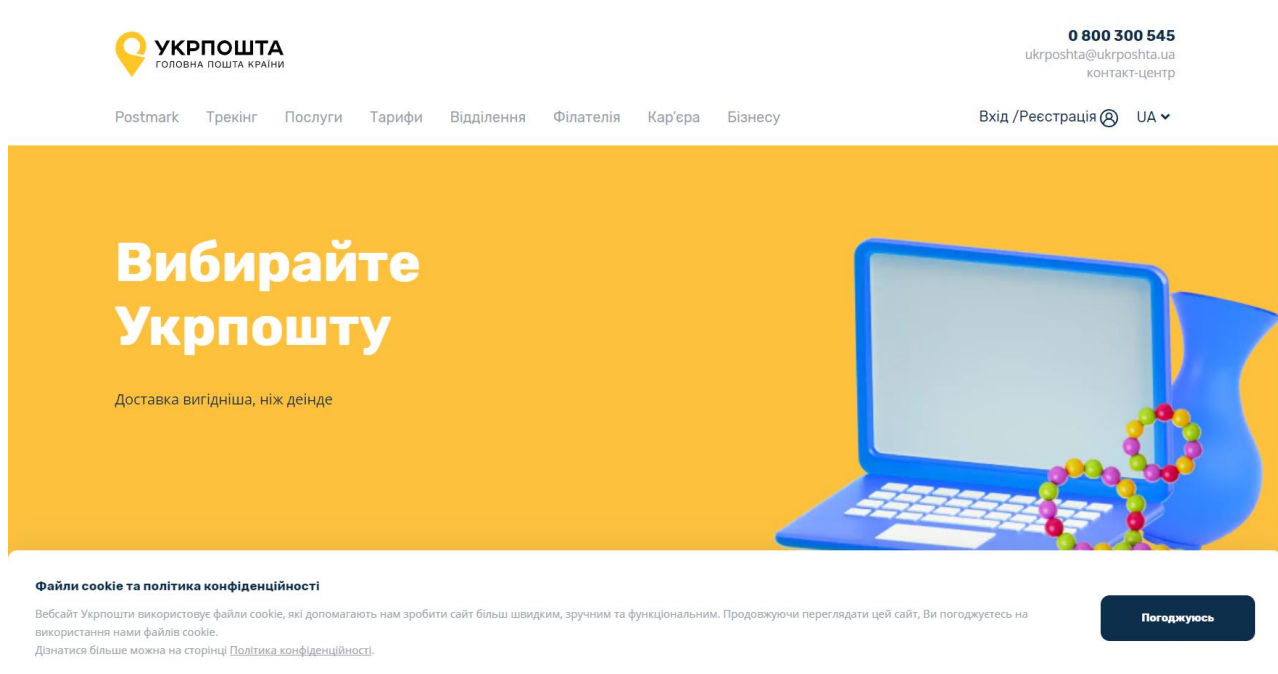 УКРПОШТА
ГОЛОВНА ПОШТА КРАЇНИ
0 800 300 545
ukrposhta@ukrposhta.ua
контакт-центр
Postmark Трекінг Послуги Тарифи Відділення Філателія Кар'єра Бізнесу Вхід /Реєстрація UA
Вибирайте
Укрпошту
Доставка вигідніша, ніж деінде
Файли cookie та політика конфіденційності
Вебсайт Укрпошти використовує файли cookie, які допомагають нам зробити сайт більш швидким, зручним та функціональним. Продовжуючи переглядати цей сайт, Ви погоджуєтесь на
використання нами файлів cookie.
Дізнатися більше можна на сторінці Політика конфіденційності.
Погоджуюсь